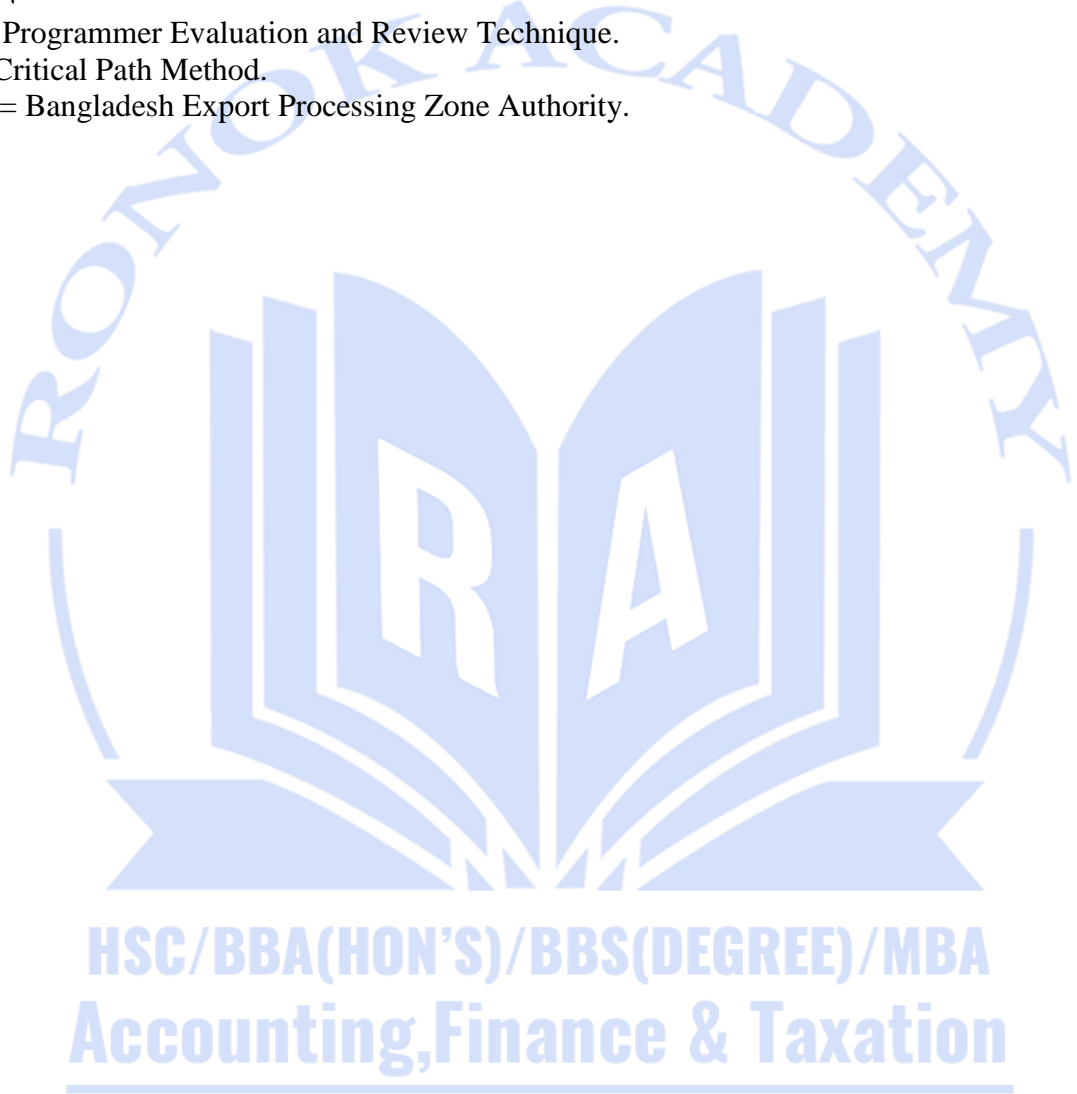 Programmer Evaluation and Review Technique.
Critical Path Method.
= Bangladesh Export Processing Zone Authority.
RONOK ACADEMY
R A
HSC/BBA(HON'S)/BBS(DEGREE)/MBA
Accounting,Finance & Taxation